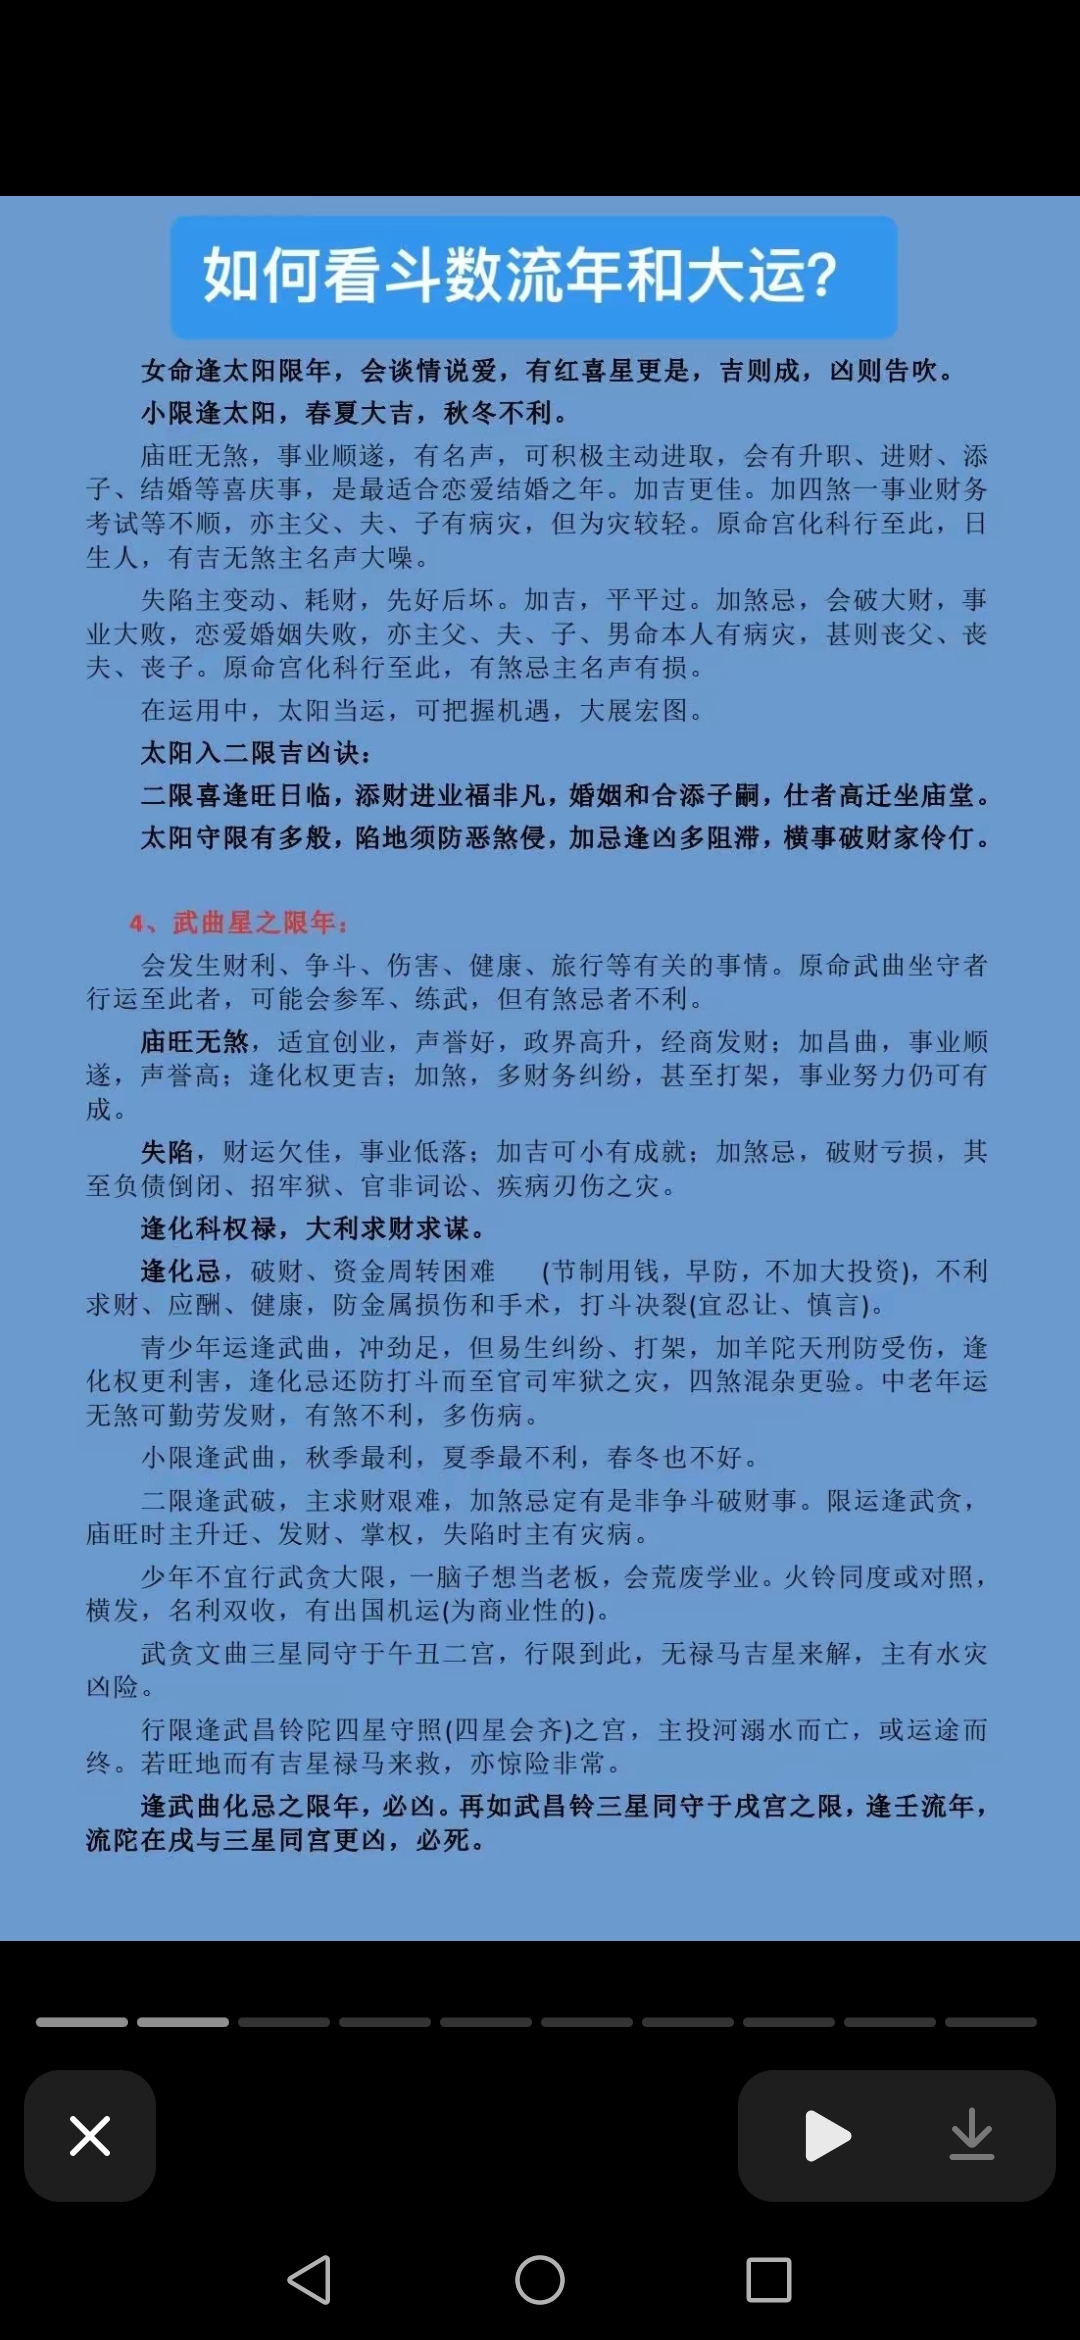 如何看斗数流年和大运?
女命逢太阳限年，会谈情说爱，有红喜星更是，吉则成，凶则告吹。
小限逢太阳，春夏大吉，秋冬不利。
庙旺无煞，事业顺遂，有名声，可积极主动进取，会有升职、进财、添
子、结婚等喜庆事，是最适合恋爱结婚之年。加吉更佳。加四煞一事业财务
考试等不顺，亦主父、夫、子有病灾，但为灾较轻。原命宫化科行至此，日
生人，有吉无煞主名声大噪。
失陷主变动、耗财，先好后坏。加吉，平平过。加煞忌，会破大财，事
业大败，恋爱婚姻失败，亦主父、夫、子、男命本人有病灾，甚则丧父、丧
夫、丧子。原命宫化科行至此，有煞忌主名声有损。
在运用中，太阳当运，可把握机遇，大展宏图。
太阳入二限吉凶诀：
二限喜逢旺日临，添财进业福非凡，婚姻和合添子嗣，仕者高迁坐庙堂。
太阳守限有多般，陷地须防恶煞侵，加忌逢凶多阻滞，横事破财家伶仃。
4、武曲星之限年：
会发生财利、争斗、伤害、健康、旅行等有关的事情。原命武曲坐守者
行运至此者，可能会参军、练武，但有煞忌者不利。
庙旺无煞，适宜创业，声誉好，政界高升，经商发财；加昌曲，事业顺
遂，声誉高；逢化权更吉；加煞，多财务纠纷，甚至打架，事业努力仍可有
成。
失陷，财运欠佳，事业低落；加吉可小有成就；加煞忌，破财亏损，其
至负债倒闭、招牢狱、官非词讼、疾病刃伤之灾。
逢化科权禄，大利求财求谋。
逢化忌，破财、资金周转困难 (节制用钱，早防，不加大投资)，不利
求财、应酬、健康，防金属损伤和手术，打斗决裂(宜忍让、慎言)。
青少年运逢武曲，冲劲足，但易生纠纷、打架，加羊陀天刑防受伤，逢
化权更利害，逢化忌还防打斗而至官司牢狱之灾，四煞混杂更验。中老年运
无煞可勤劳发财，有煞不利，多伤病。
小限逢武曲，秋季最利，夏季最不利，春冬也不好。
二限逢武破，主求财艰难，加煞忌定有是非争斗破财事。限运逢武贪，
庙旺时主升迁、发财、掌权，失陷时主有灾病。
少年不宜行武贪大限，一脑子想当老板，会荒废学业。火铃同度或对照，
横发，名利双收，有出国机运(为商业性的)。
武贪文曲三星同守于午丑二宫，行限到此，无禄马吉星来解，主有水灾
凶险。
行限逢武昌铃陀四星守照(四星会齐)之宫，主投河溺水而亡，或运途而
终。若旺地而有吉星禄马来救，亦惊险非常。
逢武曲化忌之限年，必凶。再如武昌铃三星同守于戌宫之限，逢壬流年，
流陀在戌与三星同宫更凶，必死。